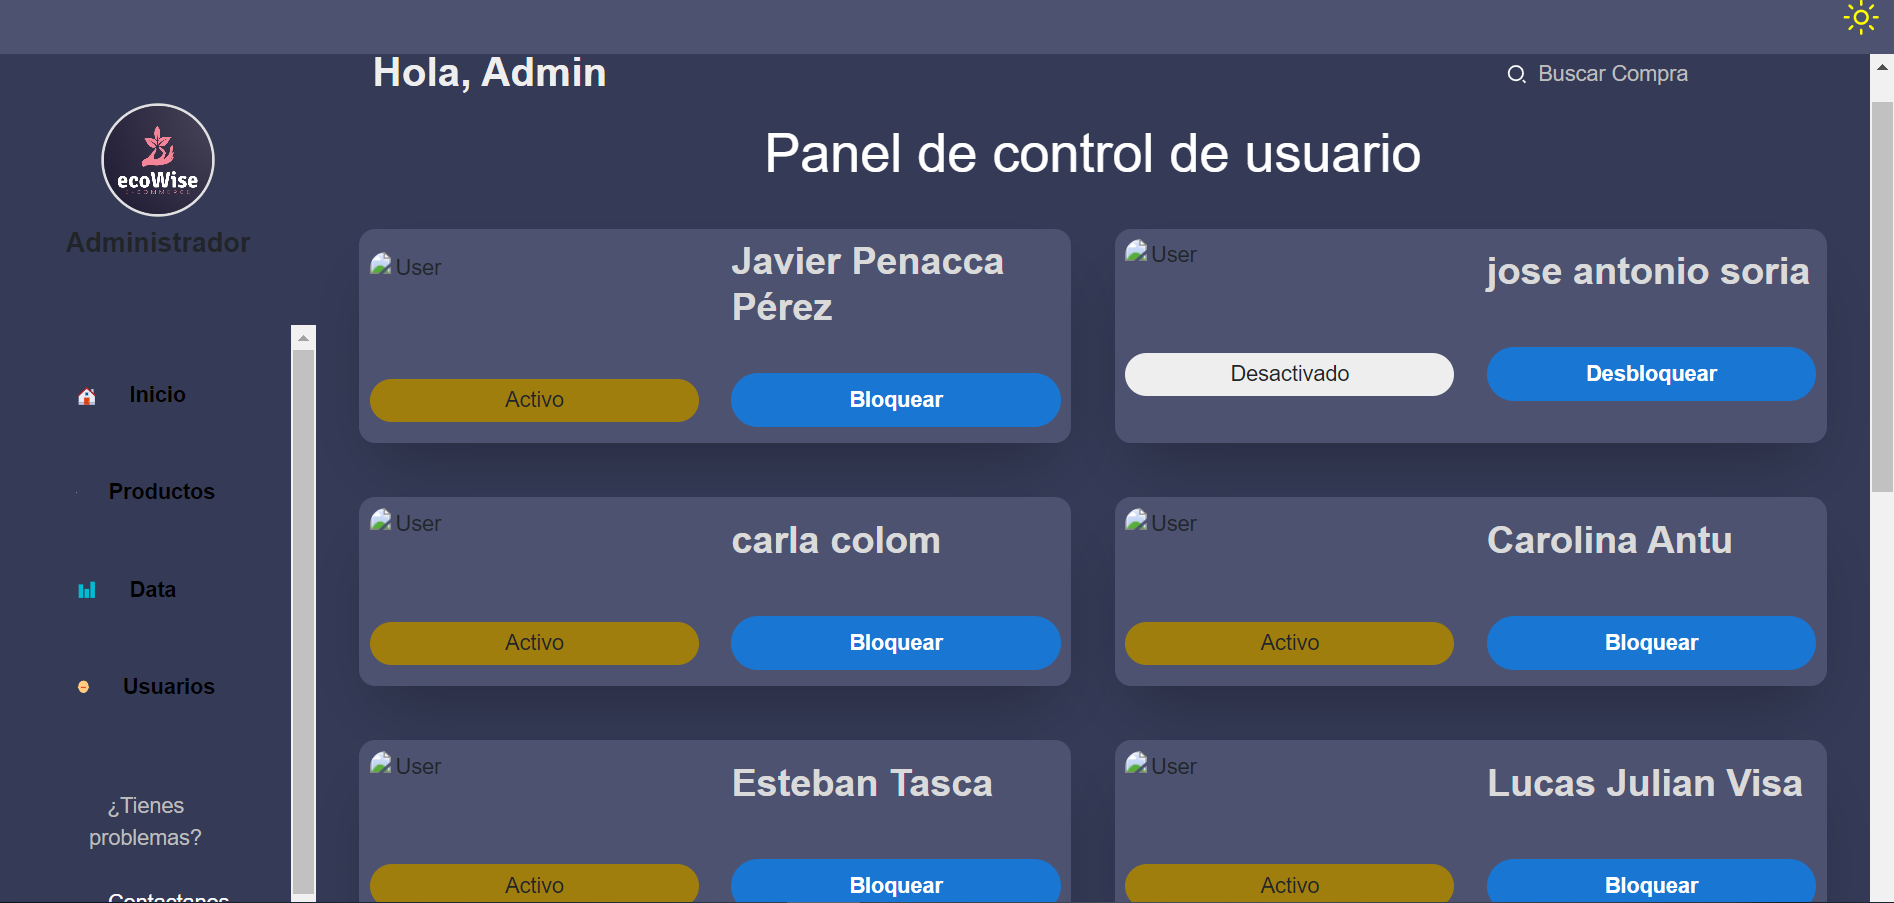 Hola, Admin
Buscar Compra
ecoWise
Administrador
Panel de control de usuario
User
Javier Penacca
Pérez
Activo
Bloquear
User
jose antonio soria
Desactivado
Desbloquear
Inicio
Productos
Data
Usuarios
¿Tienes
problemas?
Contactanos
User
carla colom
Activo
Bloquear
User
Carolina Antu
Activo
Bloquear
User
Esteban Tasca
Activo
Bloquear
User
Lucas Julian Visa
Activo
Bloquear